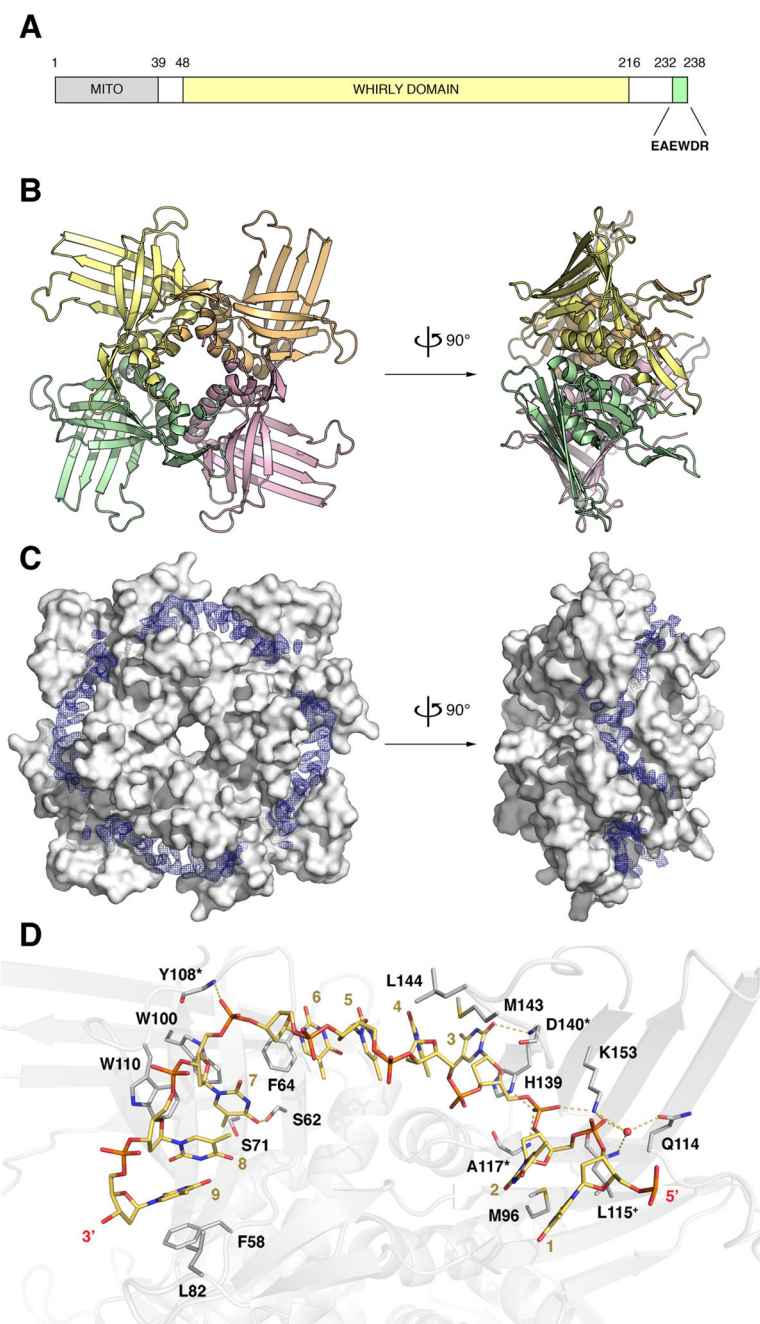 A
1 39 48 216 232 238
MITO WHIRLY DOMAIN
EAEWDR
B
90°
C
90°
D
Y108* L144
6 5 4 M143
W100 3 D140*
K153
W110 F64 H139
7 S62
S71 Q114
8 A117*
9 2 5'
3' M96 L115+
F58 1
L82